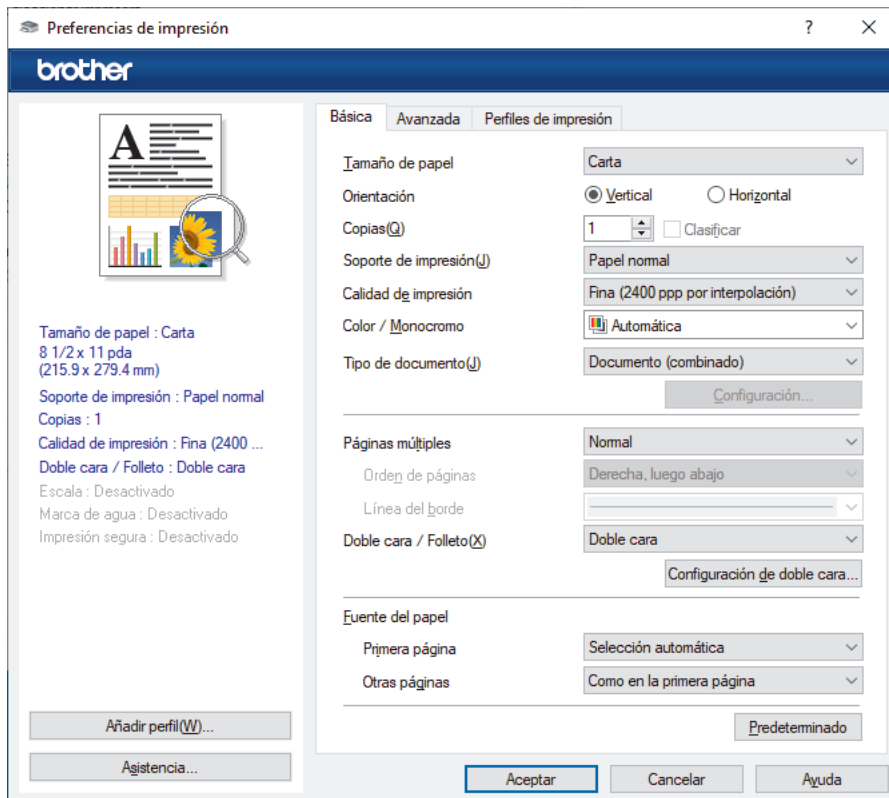 Preferencias de impresión
brother
A
Tamaño de papel : Carta
8 1/2 x 11 pda
(215.9 x 279.4 mm)
Soporte de impresión : Papel normal
Copias : 1
Calidad de impresión : Fina (2400 ...
Doble cara / Folleto : Doble cara
Escala : Desactivado
Marca de agua : Desactivado
Impresión segura : Desactivado
Añadir perfil(W)...
Asistencia...
Básica Avanzada Perfiles de impresión
Tamaño de papel Carta
Orientación Vertical Horizontal
Copias(Q) 1 Clasificar
Soporte de impresión(J) Papel normal
Calidad de impresión Fina (2400 ppp por interpolación)
Color / Monocromo Automática
Tipo de documento(J) Documento (combinado)
Configuración...
Páginas múltiples Normal
Orden de páginas Derecha, luego abajo
Línea del borde
Doble cara / Folleto(X) Doble cara
Configuración de doble cara...
Fuente del papel
Primera página Selección automática
Otras páginas Como en la primera página
Predeterminado
Aceptar Cancelar Ayuda